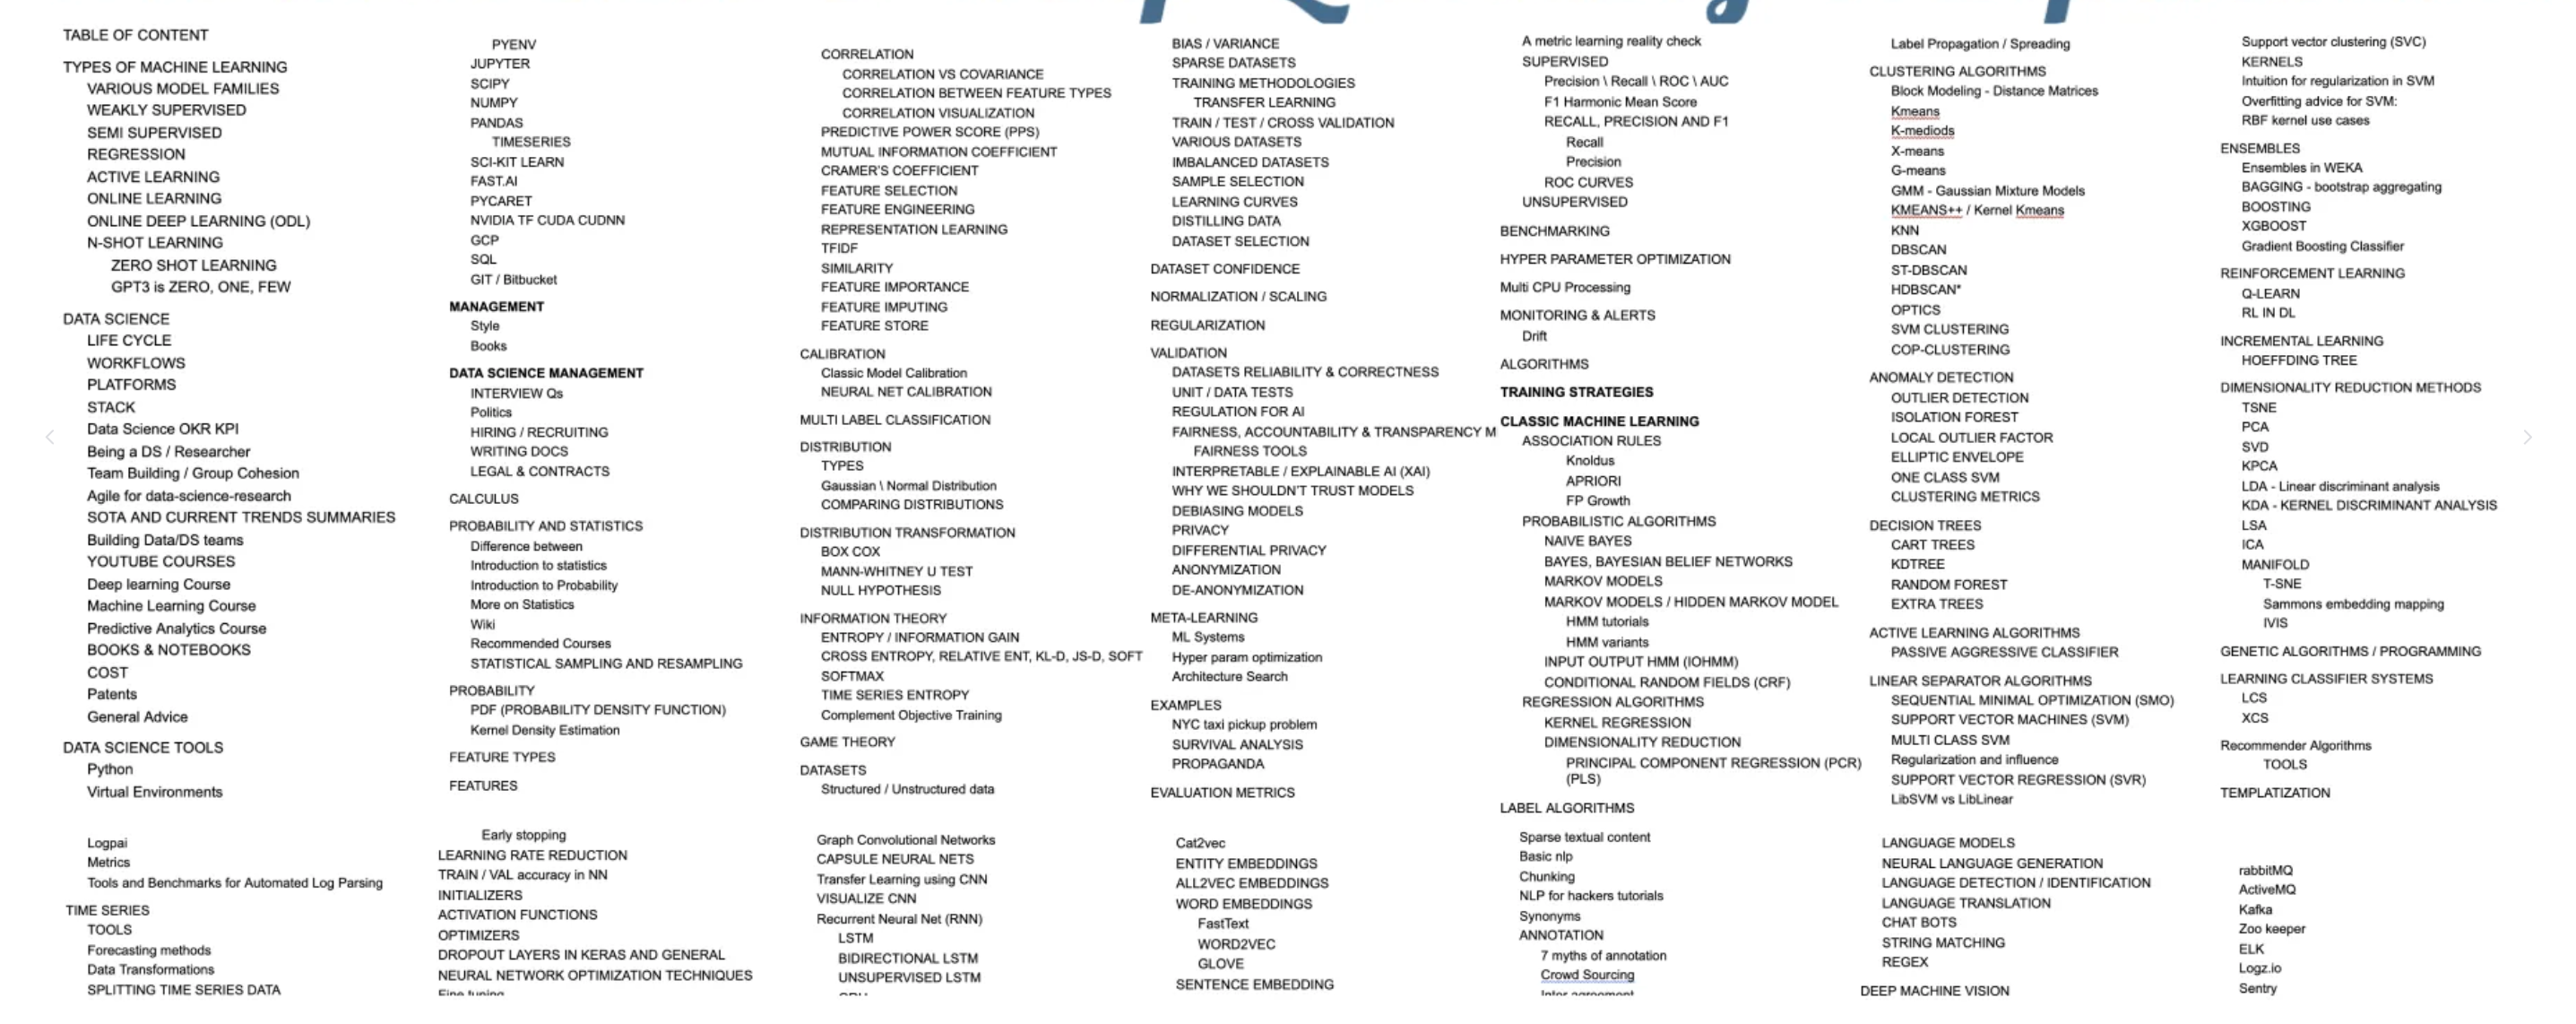 TABLE OF CONTENT
TYPES OF MACHINE LEARNING
VARIOUS MODEL FAMILIES
WEAKLY SUPERVISED
SEMI SUPERVISED
REGRESSION
ACTIVE LEARNING
ONLINE LEARNING
ONLINE DEEP LEARNING (ODL)
N-SHOT LEARNING
ZERO SHOT LEARNING
GPT3 is ZERO, ONE, FEW
DATA SCIENCE
LIFE CYCLE
WORKFLOWS
PLATFORMS
STACK
Data Science OKR KPI
Being a DS / Researcher
Team Building / Group Cohesion
Agile for data-science-research
SOTA AND CURRENT TRENDS SUMMARIES
Building Data/DS teams
YOUTUBE COURSES
Deep learning Course
Machine Learning Course
Predictive Analytics Course
BOOKS & NOTEBOOKS
COST
Patents
General Advice
DATA SCIENCE TOOLS
Python
Virtual Environments
PYENV
JUPYTER
SCIPY
NUMPY
PANDAS
TIMESERIES
SCI-KIT LEARN
FAST.AI
PYCARET
NVIDIA TF CUDA CUDNN
GCP
SQL
GIT / Bitbucket
MANAGEMENT
Style
Books
DATA SCIENCE MANAGEMENT
INTERVIEW Qs
Politics
HIRING / RECRUITING
WRITING DOCS
LEGAL & CONTRACTS
CALCULUS
PROBABILITY AND STATISTICS
Difference between
Introduction to statistics
Introduction to Probability
More on Statistics
Wiki
Recommended Courses
STATISTICAL SAMPLING AND RESAMPLING
PROBABILITY
PDF (PROBABILITY DENSITY FUNCTION)
Kernel Density Estimation
FEATURE TYPES
FEATURES
CORRELATION
CORRELATION VS COVARIANCE
CORRELATION BETWEEN FEATURE TYPES
CORRELATION VISUALIZATION
PREDICTIVE POWER SCORE (PPS)
MUTUAL INFORMATION COEFFICIENT
CRAMER'S COEFFICIENT
FEATURE SELECTION
FEATURE ENGINEERING
REPRESENTATION LEARNING
TFIDF
SIMILARITY
FEATURE IMPORTANCE
FEATURE IMPUTING
FEATURE STORE
CALIBRATION
Classic Model Calibration
NEURAL NET CALIBRATION
MULTI LABEL CLASSIFICATION
DISTRIBUTION
TYPES
Gaussian \ Normal Distribution
COMPARING DISTRIBUTIONS
DISTRIBUTION TRANSFORMATION
BOX COX
MANN-WHITNEY U TEST
NULL HYPOTHESIS
INFORMATION THEORY
ENTROPY / INFORMATION GAIN
CROSS ENTROPY, RELATIVE ENT, KL-D, JS-D, SOFT
SOFTMAX
TIME SERIES ENTROPY
Complement Objective Training
GAME THEORY
DATASETS
Structured / Unstructured data
BIAS / VARIANCE
SPARSE DATASETS
TRAINING METHODOLOGIES
TRANSFER LEARNING
TRAIN / TEST / CROSS VALIDATION
VARIOUS DATASETS
IMBALANCED DATASETS
SAMPLE SELECTION
LEARNING CURVES
DISTILLING DATA
DATASET SELECTION
DATASET CONFIDENCE
NORMALIZATION / SCALING
REGULARIZATION
VALIDATION
DATASETS RELIABILITY & CORRECTNESS
UNIT / DATA TESTS
REGULATION FOR AI
FAIRNESS, ACCOUNTABILITY & TRANSPARENCY M
FAIRNESS TOOLS
INTERPRETABLE / EXPLAINABLE AI (XAI)
WHY WE SHOULDN'T TRUST MODELS
DEBIASING MODELS
PRIVACY
DIFFERENTIAL PRIVACY
ANONYMIZATION
DE-ANONYMIZATION
META-LEARNING
ML Systems
Hyper param optimization
Architecture Search
EXAMPLES
NYC taxi pickup problem
SURVIVAL ANALYSIS
PROPAGANDA
EVALUATION METRICS
A metric learning reality check
SUPERVISED
Precision \ Recall \ ROC \ AUC
F1 Harmonic Mean Score
RECALL, PRECISION AND F1
Recall
Precision
ROC CURVES
UNSUPERVISED
BENCHMARKING
HYPER PARAMETER OPTIMIZATION
Multi CPU Processing
MONITORING & ALERTS
Drift
ALGORITHMS
TRAINING STRATEGIES
CLASSIC MACHINE LEARNING
ASSOCIATION RULES
Knoldus
APRIORI
FP Growth
PROBABILISTIC ALGORITHMS
NAIVE BAYES
BAYES, BAYESIAN BELIEF NETWORKS
MARKOV MODELS
MARKOV MODELS / HIDDEN MARKOV MODEL
HMM tutorials
HMM variants
INPUT OUTPUT HMM (IOHMM)
CONDITIONAL RANDOM FIELDS (CRF)
REGRESSION ALGORITHMS
KERNEL REGRESSION
DIMENSIONALITY REDUCTION
PRINCIPAL COMPONENT REGRESSION (PCR)
(PLS)
LABEL ALGORITHMS
Label Propagation / Spreading
CLUSTERING ALGORITHMS
Block Modeling - Distance Matrices
Kmeans
K-mediods
X-means
G-means
GMM - Gaussian Mixture Models
KMEANS++ / Kernel Kmeans
KNN
DBSCAN
ST-DBSCAN
HDBSCAN*
OPTICS
SVM CLUSTERING
COP-CLUSTERING
ANOMALY DETECTION
OUTLIER DETECTION
ISOLATION FOREST
LOCAL OUTLIER FACTOR
ELLIPTIC ENVELOPE
ONE CLASS SVM
CLUSTERING METRICS
DECISION TREES
CART TREES
KDTREE
RANDOM FOREST
EXTRA TREES
ACTIVE LEARNING ALGORITHMS
PASSIVE AGGRESSIVE CLASSIFIER
LINEAR SEPARATOR ALGORITHMS
SEQUENTIAL MINIMAL OPTIMIZATION (SMO)
SUPPORT VECTOR MACHINES (SVM)
MULTI CLASS SVM
Regularization and influence
SUPPORT VECTOR REGRESSION (SVR)
LibSVM vs LibLinear
Support vector clustering (SVC)
KERNELS
Intuition for regularization in SVM
Overfitting advice for SVM:
RBF kernel use cases
ENSEMBLES
Ensembles in WEKA
BAGGING - bootstrap aggregating
BOOSTING
XGBOOST
Gradient Boosting Classifier
REINFORCEMENT LEARNING
Q-LEARN
RL IN DL
INCREMENTAL LEARNING
HOEFFDING TREE
DIMENSIONALITY REDUCTION METHODS
TSNE
PCA
SVD
KPCA
LDA - Linear discriminant analysis
KDA - KERNEL DISCRIMINANT ANALYSIS
LSA
ICA
MANIFOLD
T-SNE
Sammons embedding mapping
IVIS
GENETIC ALGORITHMS / PROGRAMMING
LEARNING CLASSIFIER SYSTEMS
LCS
XCS
Recommender Algorithms
TOOLS
TEMPLATIZATION
Logpai
Metrics
Tools and Benchmarks for Automated Log Parsing
TIME SERIES
TOOLS
Forecasting methods
Data Transformations
SPLITTING TIME SERIES DATA
Early stopping
LEARNING RATE REDUCTION
TRAIN / VAL accuracy in NN
INITIALIZERS
ACTIVATION FUNCTIONS
OPTIMIZERS
DROPOUT LAYERS IN KERAS AND GENERAL
NEURAL NETWORK OPTIMIZATION TECHNIQUES
Fine tuning
Graph Convolutional Networks
CAPSULE NEURAL NETS
Transfer Learning using CNN
VISUALIZE CNN
Recurrent Neural Net (RNN)
LSTM
BIDIRECTIONAL LSTM
UNSUPERVISED LSTM
Cat2vec
ENTITY EMBEDDINGS
ALL2VEC EMBEDDINGS
WORD EMBEDDINGS
FastText
WORD2VEC
GLOVE
SENTENCE EMBEDDING
Sparse textual content
Basic nlp
Chunking
NLP for hackers tutorials
Synonyms
ANNOTATION
7 myths of annotation
Crowd Sourcing
Inter agreement
LANGUAGE MODELS
NEURAL LANGUAGE GENERATION
LANGUAGE DETECTION / IDENTIFICATION
LANGUAGE TRANSLATION
CHAT BOTS
STRING MATCHING
REGEX
DEEP MACHINE VISION
rabbitMQ
ActiveMQ
Kafka
Zoo keeper
ELK
Logz.io
Sentry